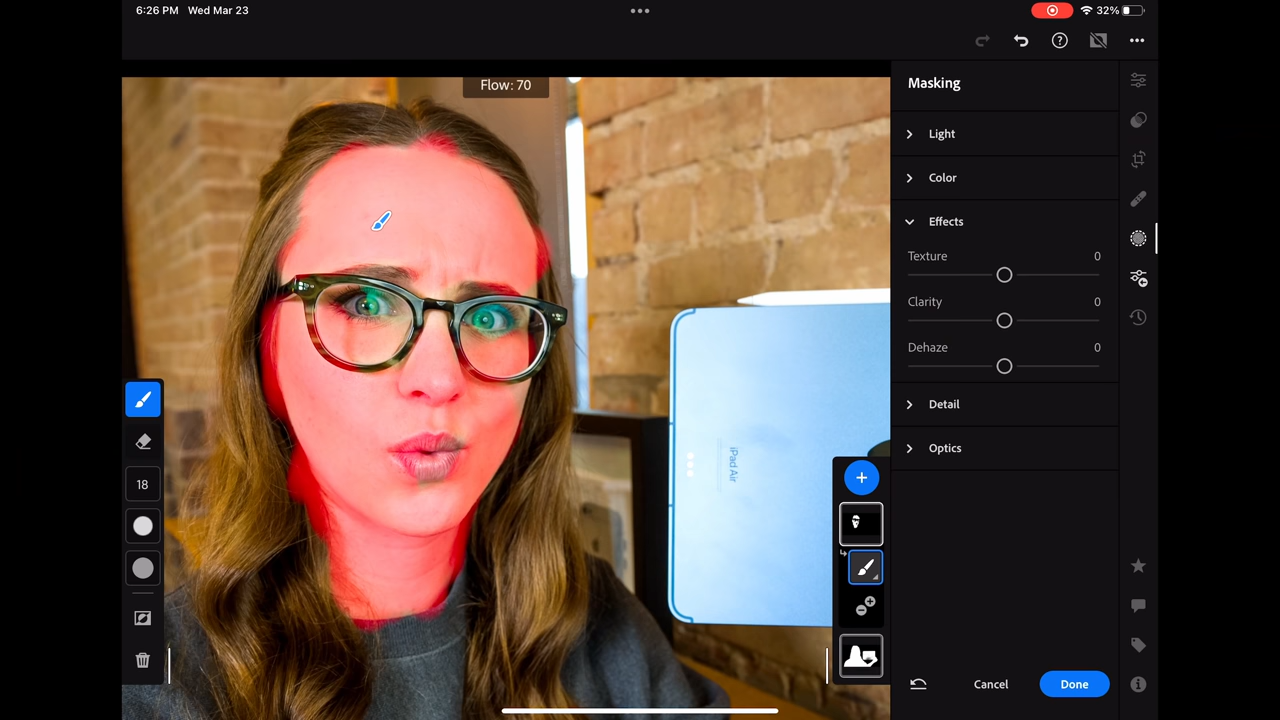 6:26 PM Wed Mar 23
32%
Flow: 70
Masking
Light
Color
Effects
Texture 0
Clarity 0
Dehaze 0
Detail
Optics
18
iPad Air
Cancel
Done